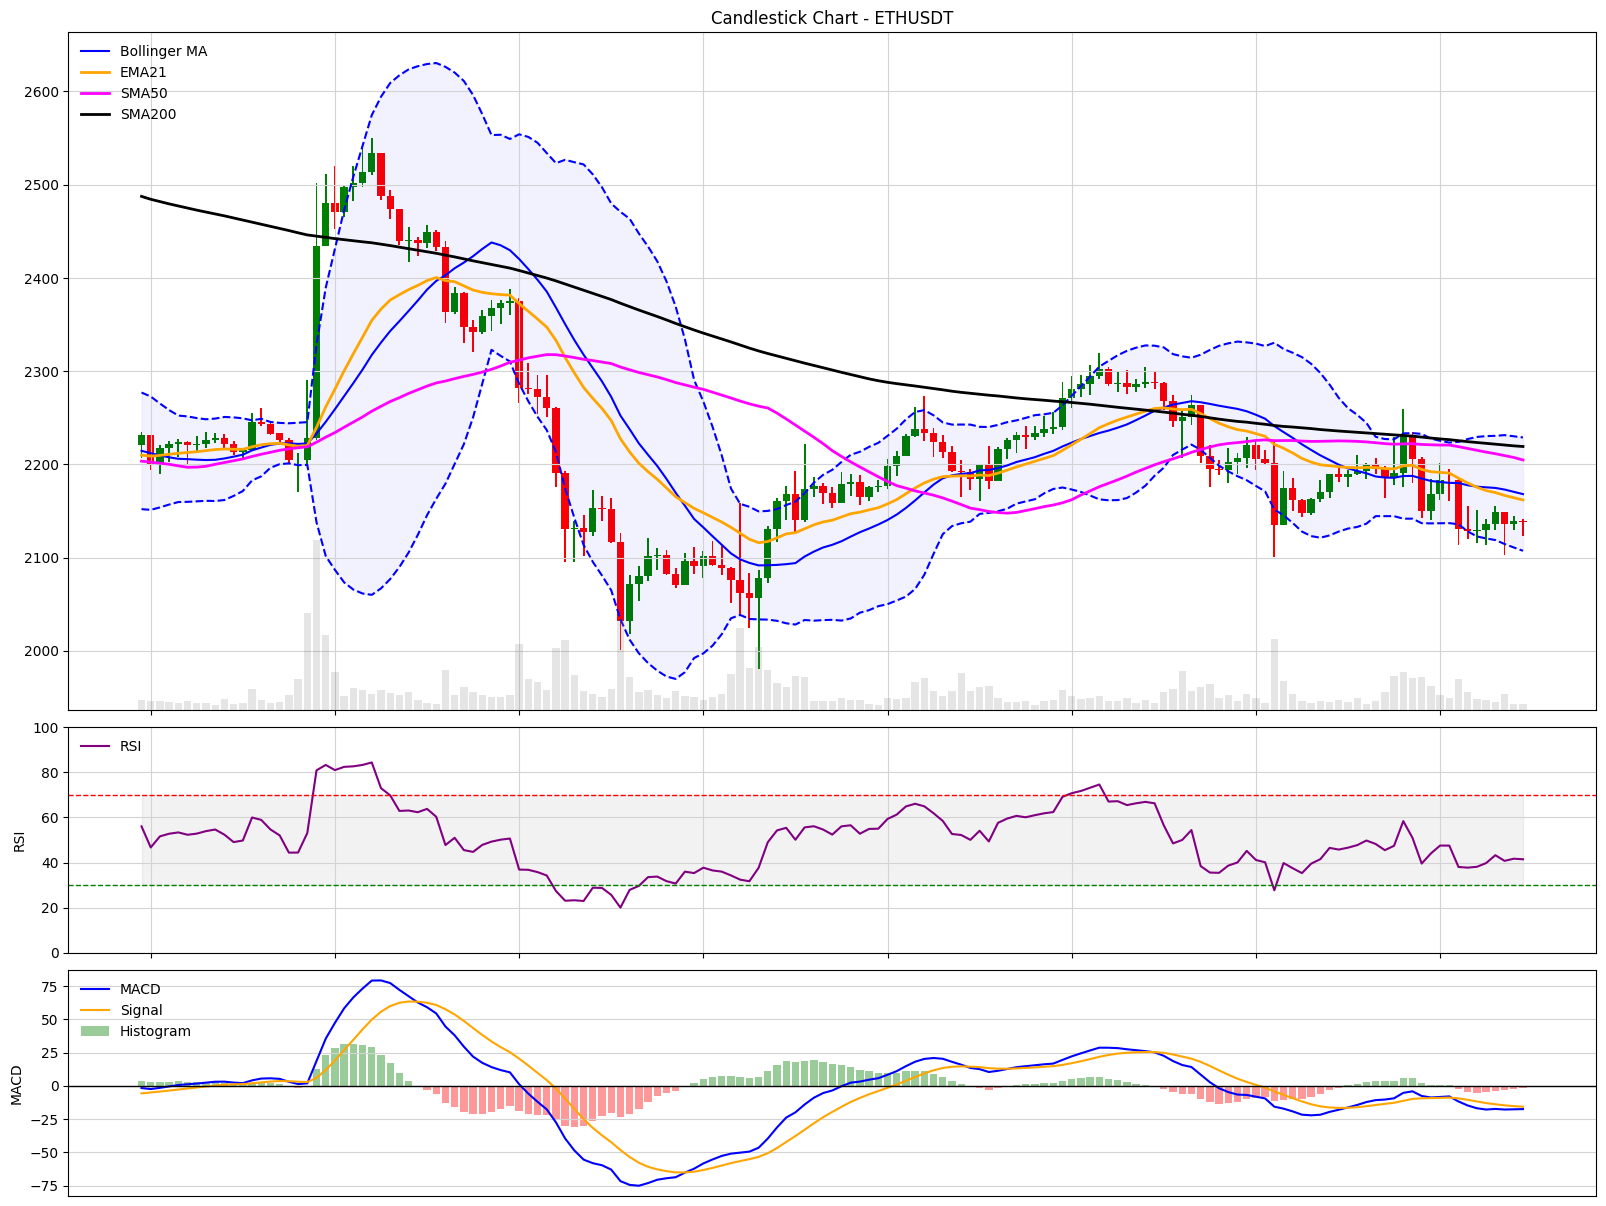 Candlestick Chart - ETHUSDT
Bollinger MA
EMA21
SMA50
SMA200
2600
2500
2400
2300
2200
2100
2000
100
80
60
40
20
0
RSI
RSI
75
50
25
0
−25
−50
−75
MACD
MACD
Signal
Histogram